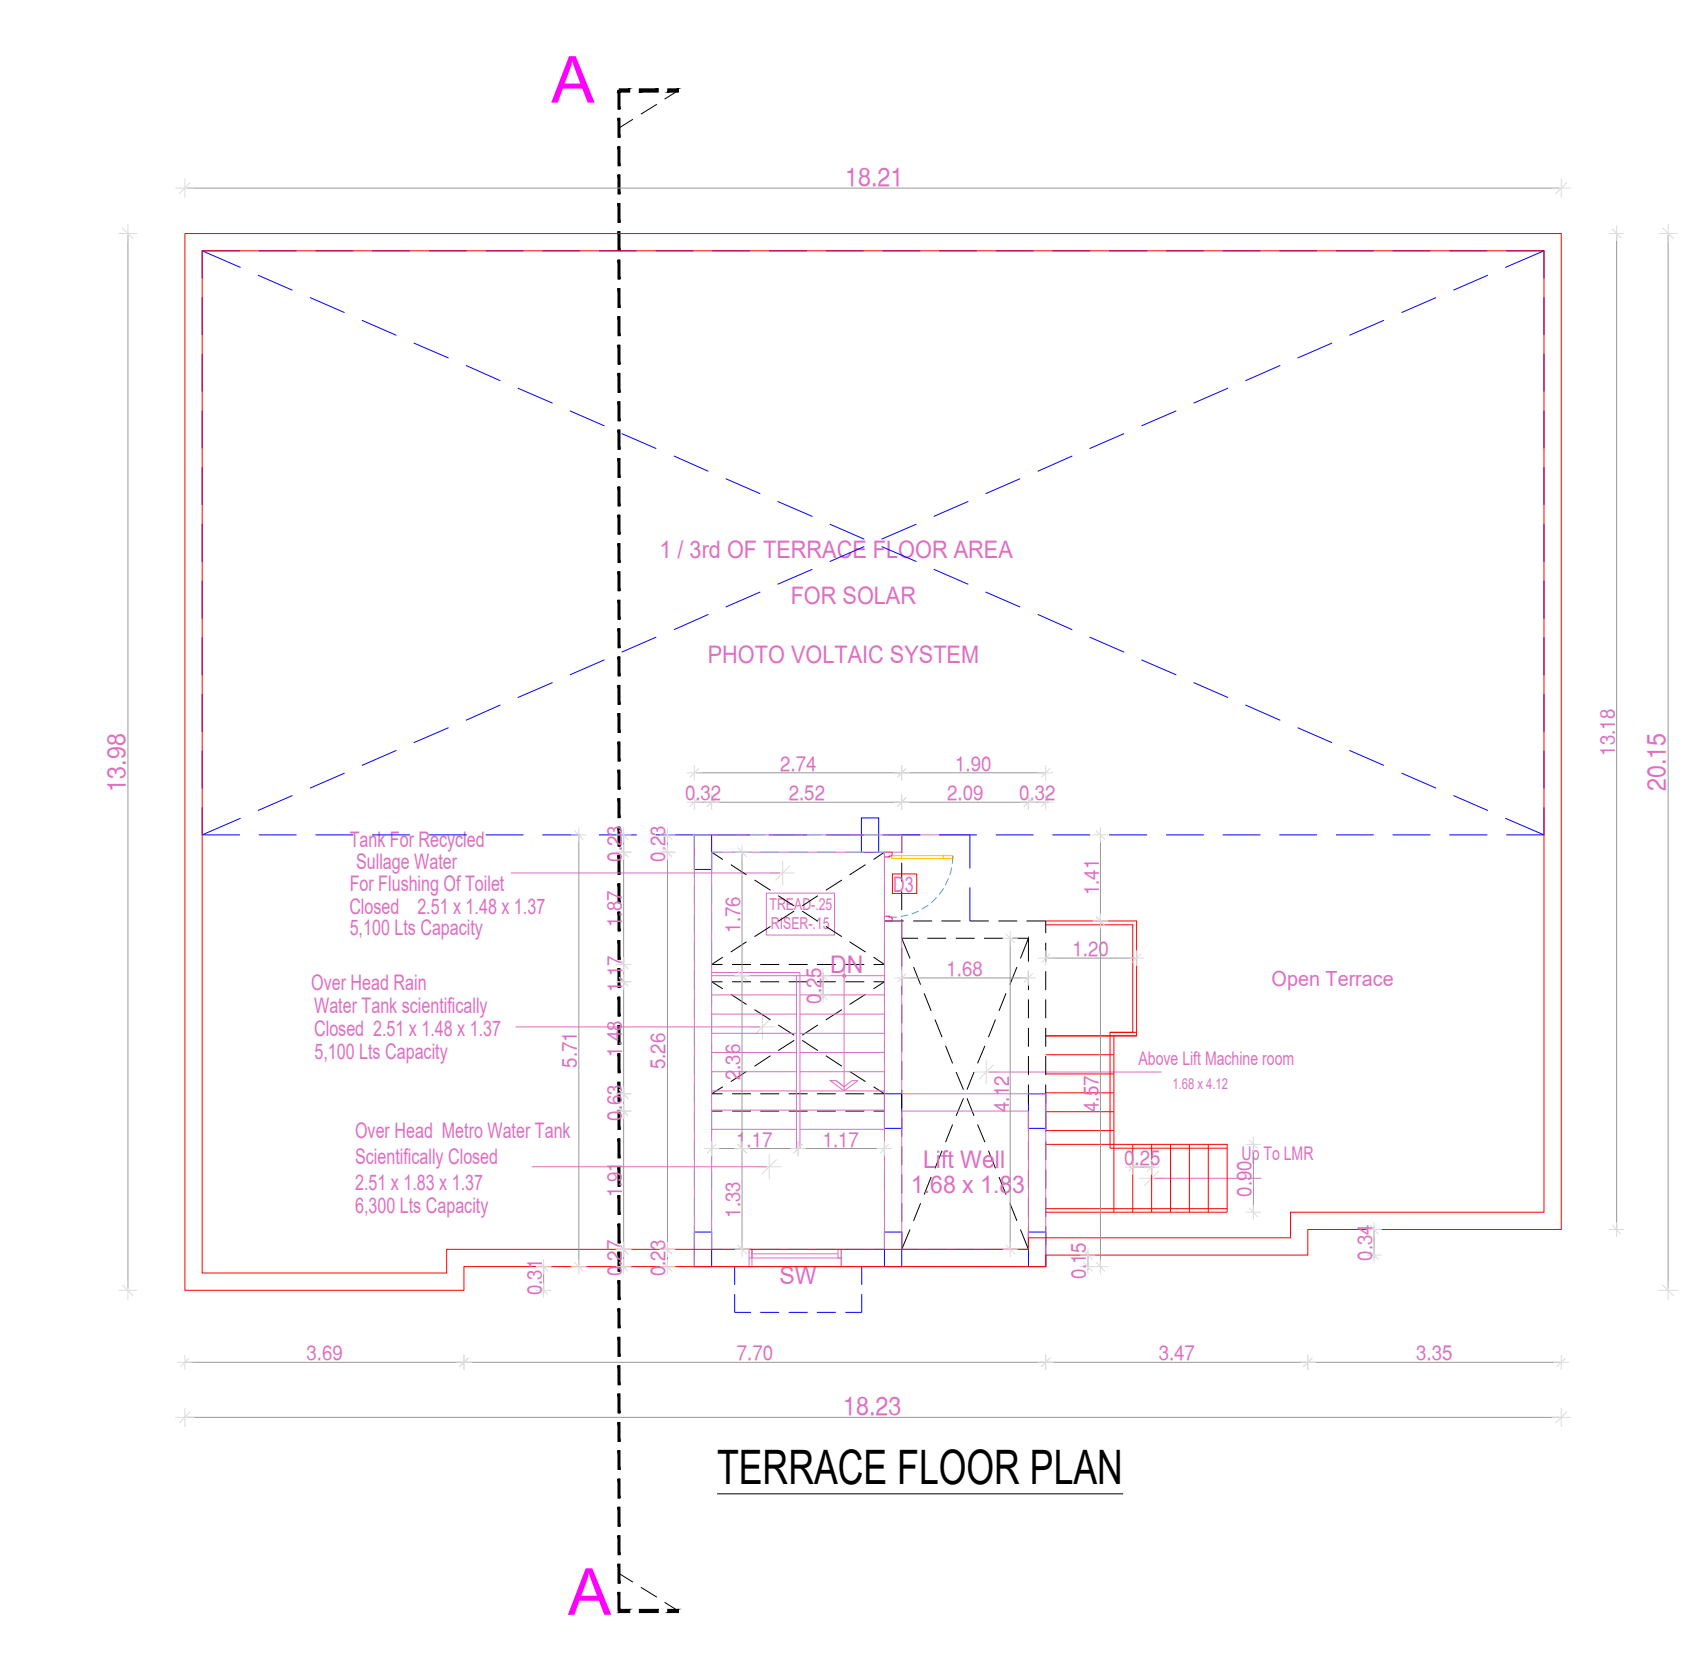 A
18.21
1 / 3rd OF TERRACE FLOOR AREA
FOR SOLAR
PHOTO VOLTAIC SYSTEM
13.98
13.18
20.15
2.74
1.90
0.32
2.52
2.09
0.32
Tank For Recycled
Sullage Water
For Flushing Of Toilet
Closed 2.51 x 1.48 x 1.37
5,100 Lts Capacity
Over Head Rain
Water Tank scientifically
Closed 2.51 x 1.48 x 1.37
5,100 Lts Capacity
Over Head Metro Water Tank
Scientifically Closed
2.51 x 1.83 x 1.37
6,300 Lts Capacity
5.71
0.23
1.87
1.17
1.48
0.63
1.91
0.27
0.23
5.26
0.23
1.76
2.36
1.33
TREAD-.25
RISER-.15
D3
DN
0.25
1.17
1.17
1.68
4.12
Lift Well
1.68 x 1.83
1.41
4.57
1.20
Open Terrace
Above Lift Machine room
1.68 x 4.12
0.25
Up To LMR
0.90
0.15
0.34
0.31
SW
3.69
7.70
3.47
3.35
18.23
TERRACE FLOOR PLAN
A